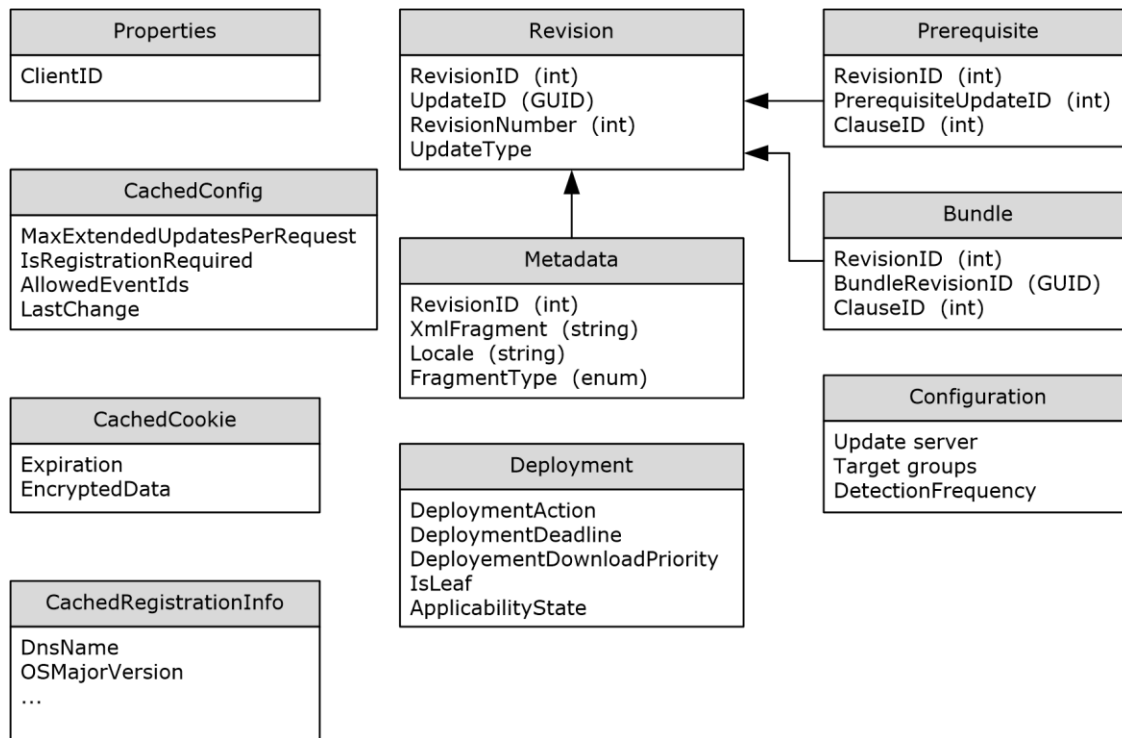 Properties
ClientID
CachedConfig
MaxExtendedUpdatesPerRequest
IsRegistrationRequired
AllowedEventIds
LastChange
CachedCookie
Expiration
EncryptedData
CachedRegistrationInfo
DnsName
OSMajorVersion
...
Revision
RevisionID (int)
UpdateID (GUID)
RevisionNumber (int)
UpdateType
Metadata
RevisionID (int)
XmlFragment (string)
Locale (string)
FragmentType (enum)
Deployment
DeploymentAction
DeploymentDeadline
DeployementDownloadPriority
IsLeaf
ApplicabilityState
Prerequisite
RevisionID (int)
PrerequisiteUpdateID (int)
ClauseID (int)
Bundle
RevisionID (int)
BundleRevisionID (GUID)
ClauseID (int)
Configuration
Update server
Target groups
DetectionFrequency